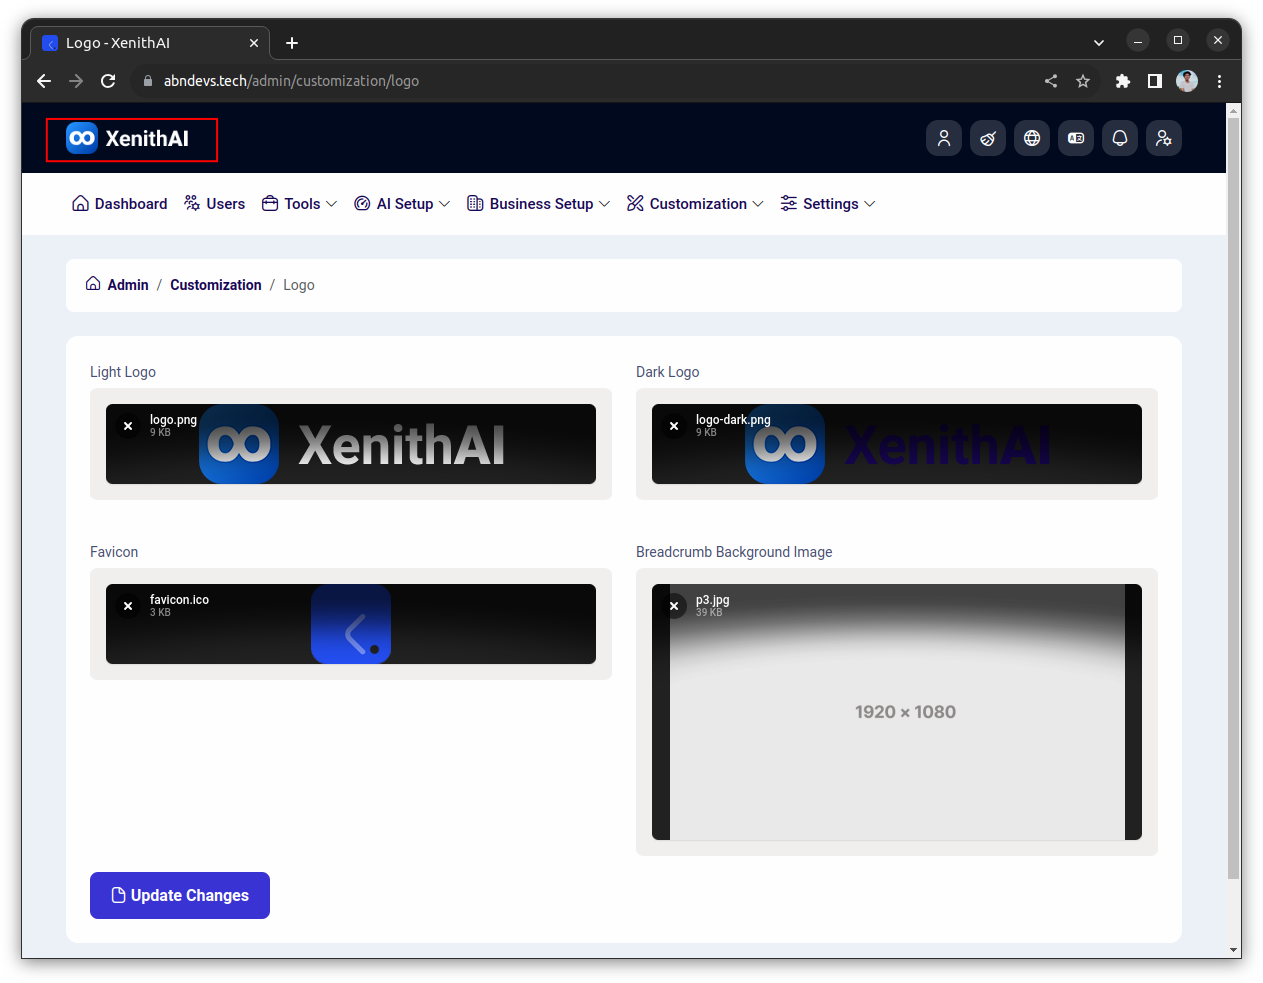 Logo - XenithAI
abndevs.tech/admin/customization/logo
XenithAI
Dashboard Users Tools AI Setup Business Setup Customization Settings
Admin / Customization / Logo
Light Logo
logo.png
9 KB
XenithAI
Dark Logo
logo-dark.png
9 KB
XenithAI
Favicon
favicon.ico
3 KB
Breadcrumb Background Image
p3.jpg
39 KB
1920 × 1080
Update Changes